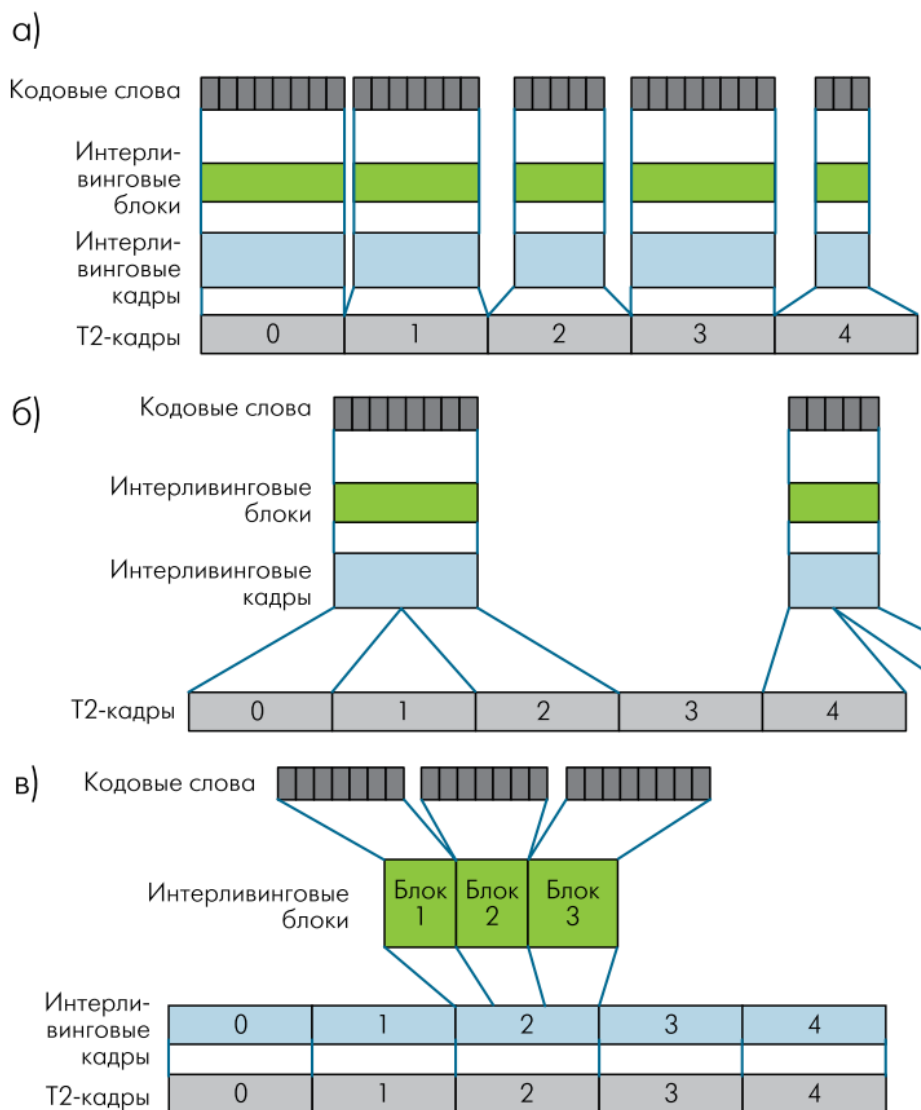 а)
Кодовые слова
Интерли-
винговые
блоки
Интерли-
винговые
кадры
Т2-кадры
0 1 2 3 4
б)
Кодовые слова
Интерливинговые
блоки
Интерливинговые
кадры
Т2-кадры
0 1 2 3 4
в)
Кодовые слова
Интерливинговые
блоки
Блок Блок Блок
1 2 3
Интерли-
винговые
кадры
0 1 2 3 4
Т2-кадры
0 1 2 3 4